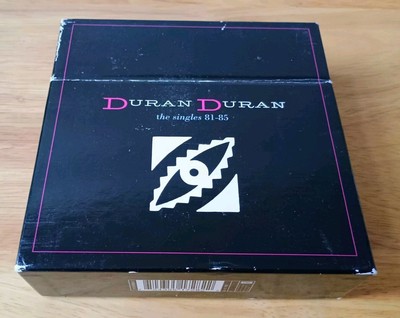 DURAN DURAN
the singles 81-85